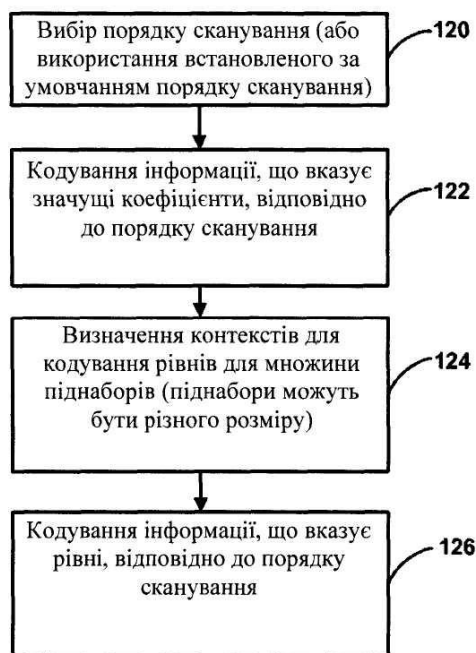 Вибір порядку сканування (або
використання встановленого за
умовчанням порядку сканування)
120
Кодування інформації, що вказує
значущі коефіцієнти, відповідно
до порядку сканування
122
Визначення контекстів для
кодування рівнів для множини
піднаборів (піднабори можуть
бути різного розміру)
124
Кодування інформації, що вказує
рівні, відповідно до порядку
сканування
126